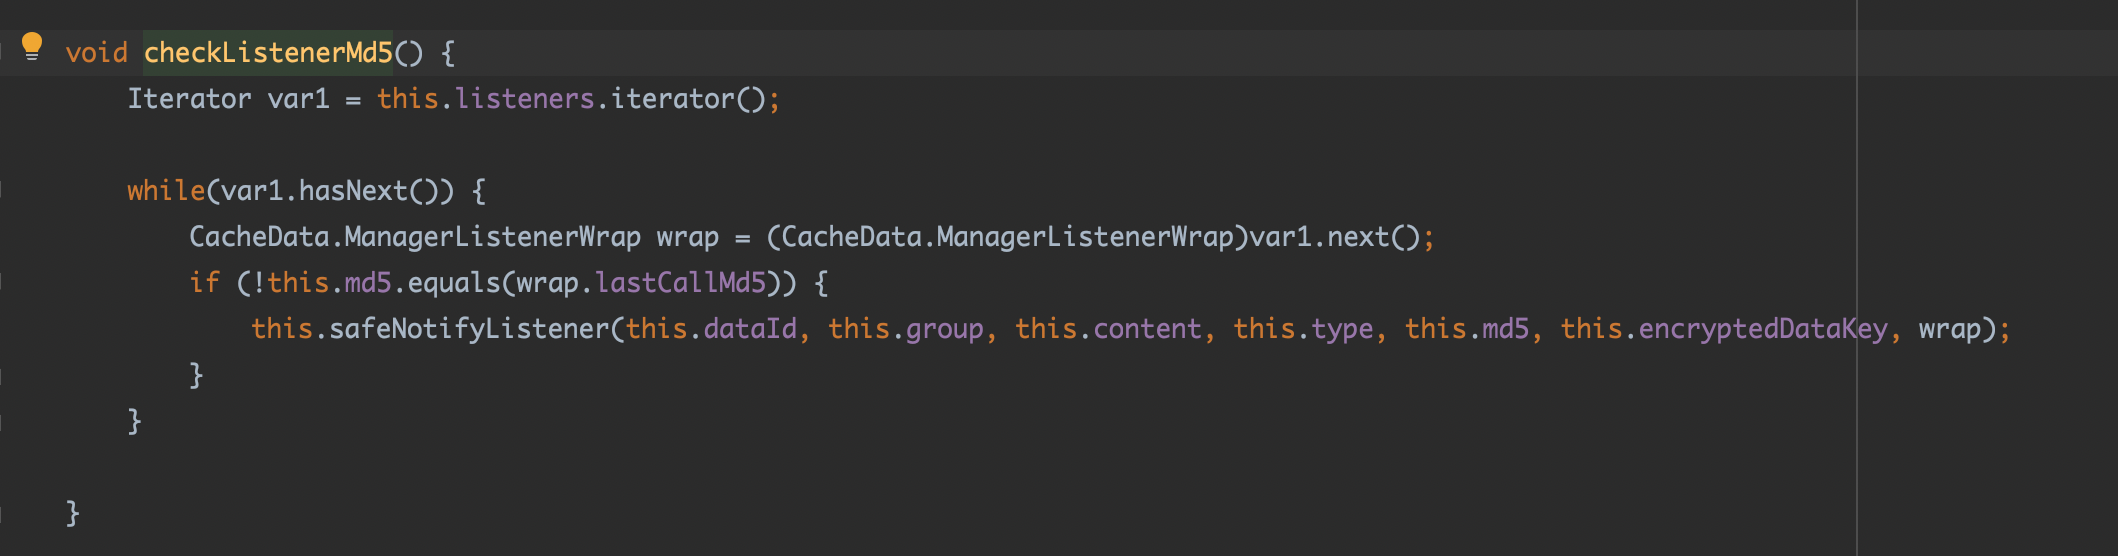 void checkListenerMd5() {
Iterator var1 = this.listeners.iterator();
while(var1.hasNext()) {
CacheData.ManagerListenerWrap wrap = (CacheData.ManagerListenerWrap)var1.next();
if (!this.md5.equals(wrap.lastCallMd5)) {
this.safeNotifyListener(this.dataId, this.group, this.content, this.type, this.md5, this.encryptedDataKey, wrap);
}
}
}